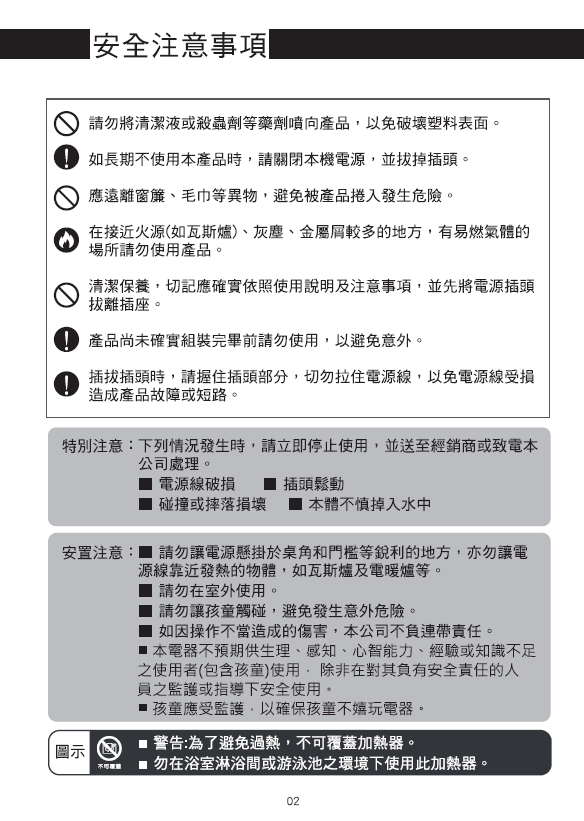 安全注意事項
請勿將清潔液或殺蟲劑等藥劑噴向產品，以免破壞塑料表面。
如長期不使用本產品時，請關閉本機電源，並拔掉插頭。
應遠離窗簾、毛巾等異物，避免被產品捲入發生危險。
在接近火源(如瓦斯爐)、灰塵、金屬屑較多的地方，有易燃氣體的
場所請勿使用產品。
清潔保養，切記應確實依照使用說明及注意事項，並先將電源插頭
拔離插座。
產品尚未確實組裝完畢前請勿使用，以避免意外。
插拔插頭時，請握住插頭部分，切勿拉住電源線，以免電源線受損
造成產品故障或短路。
特別注意：下列情況發生時，請立即停止使用，並送至經銷商或致電本
公司處理。
■ 電源線破損 ■ 插頭鬆動
■ 碰撞或摔落損壞 ■ 本體不慎掉入水中
安置注意：■ 請勿讓電源懸掛於桌角和門檻等銳利的地方，亦勿讓電
源線靠近發熱的物體，如瓦斯爐及電暖爐等。
■ 請勿在室外使用。
■ 請勿讓孩童觸碰，避免發生意外危險。
■ 如因操作不當造成的傷害，本公司不負連帶責任。
■ 本電器不預期供生理、感知、心智能力、經驗或知識不足
之使用者(包含孩童)使用， 除非在對其負有安全責任的人
員之監護或指導下安全使用。
■ 孩童應受監護，以確保孩童不嬉玩電器。
圖示
不可覆蓋
■ 警告:為了避免過熱，不可覆蓋加熱器。
■ 勿在浴室淋浴間或游泳池之環境下使用此加熱器。
02